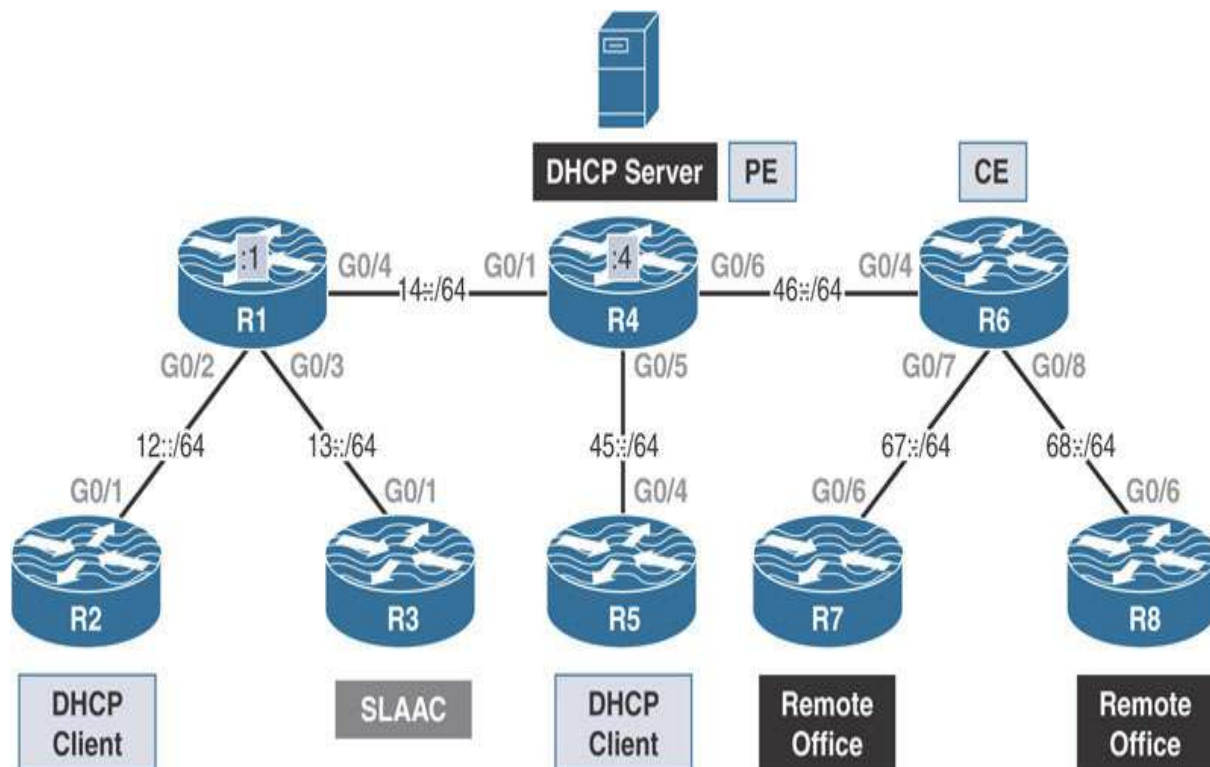 DHCP Server
PE
CE
:1
G0/4
14::/64
G0/1
:4
G0/6
46::/64
G0/4
R1
R4
R6
G0/2
G0/3
G0/5
G0/7
G0/8
12::/64
13::/64
45::/64
67::/64
68::/64
G0/1
G0/1
G0/4
G0/6
G0/6
R2
R3
R5
R7
R8
DHCP
Client
SLAAC
DHCP
Client
Remote
Office
Remote
Office